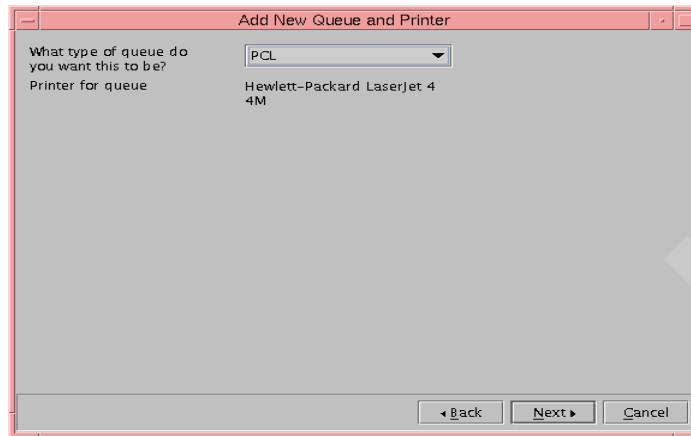 Add New Queue and Printer
What type of queue do
you want this to be?
PCL
Printer for queue
Hewlett-Packard LaserJet 4
4M
Back
Next
Cancel